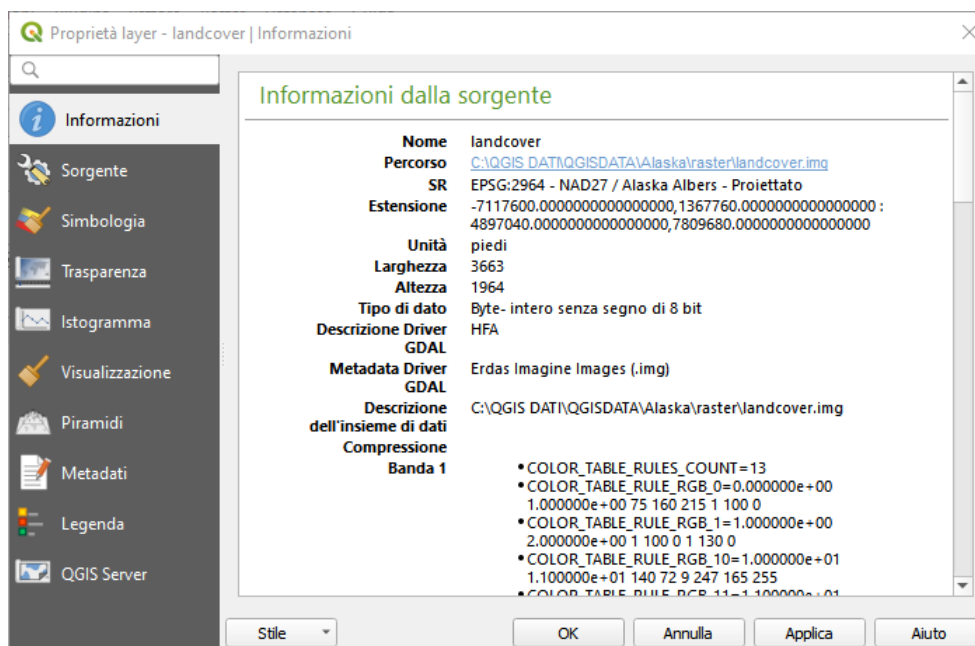 Proprietà layer - landcover | Informazioni
Informazioni
Sorgente
Simbologia
Trasparenza
Istogramma
Visualizzazione
Piramidi
Metadati
Legenda
QGIS Server
Informazioni dalla sorgente
Nome landcover
Percorso C:\QGIS DATI\QGISDATA\Alaska\raster\landcover.img
SR EPSG:2964 - NAD27 / Alaska Albers - Proiettato
Estensione -7117600.0000000000000000,1367760.0000000000000000 :
4897040.0000000000000000,7809680.0000000000000000
Unità piedi
Larghezza 3663
Altezza 1964
Tipo di dato Byte- intero senza segno di 8 bit
Descrizione Driver HFA
GDAL
Metadata Driver Erdas Imagine Images (.img)
GDAL
Descrizione C:\QGIS DATI\QGISDATA\Alaska\raster\landcover.img
dell'insieme di dati
Compressione
Banda 1 •COLOR_TABLE_RULES_COUNT=13
•COLOR_TABLE_RULE_RGB_0=0.000000e+00
1.000000e+00 75 160 215 1 100 0
•COLOR_TABLE_RULE_RGB_1=1.000000e+00
2.000000e+00 1 100 0 1 130 0
•COLOR_TABLE_RULE_RGB_10=1.000000e+01
1.100000e+01 140 72 9 247 165 255
•COLOR_TABLE_RULE_RGB_11=1.100000e+01
Stile
OK
Annulla
Applica
Aiuto